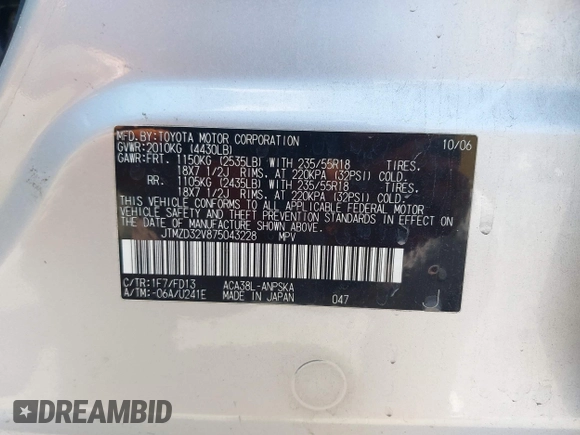 MFD.BY:TOYOTA MOTOR CORPORATION 10/06
GVWR:2010KG (4430LB)
GAWR:FRT. 1150KG (2535LB) WITH 235/55R18 TIRES.
18X7 1/2J RIMS. AT 220KPA (32PSI) COLD.
RR. 1105KG (2435LB) WITH 235/55R18 TIRES.
18X7 1/2J RIMS. AT 220KPA (32PSI) COLD.
THIS VEHICLE CONFORMS TO ALL APPLICABLE FEDERAL MOTOR
VEHICLE SAFETY AND THEFT PREVENTION STANDARDS IN EFFECT ON
THE DATE OF MANUFACTURE SHOWN ABOVE.
JTMZD32V875043228 MPV
C/TR:1F7/FD13 ACA38L-ANPSKA
A/TM:-06A/U241E MADE IN JAPAN 047
DREAMBID